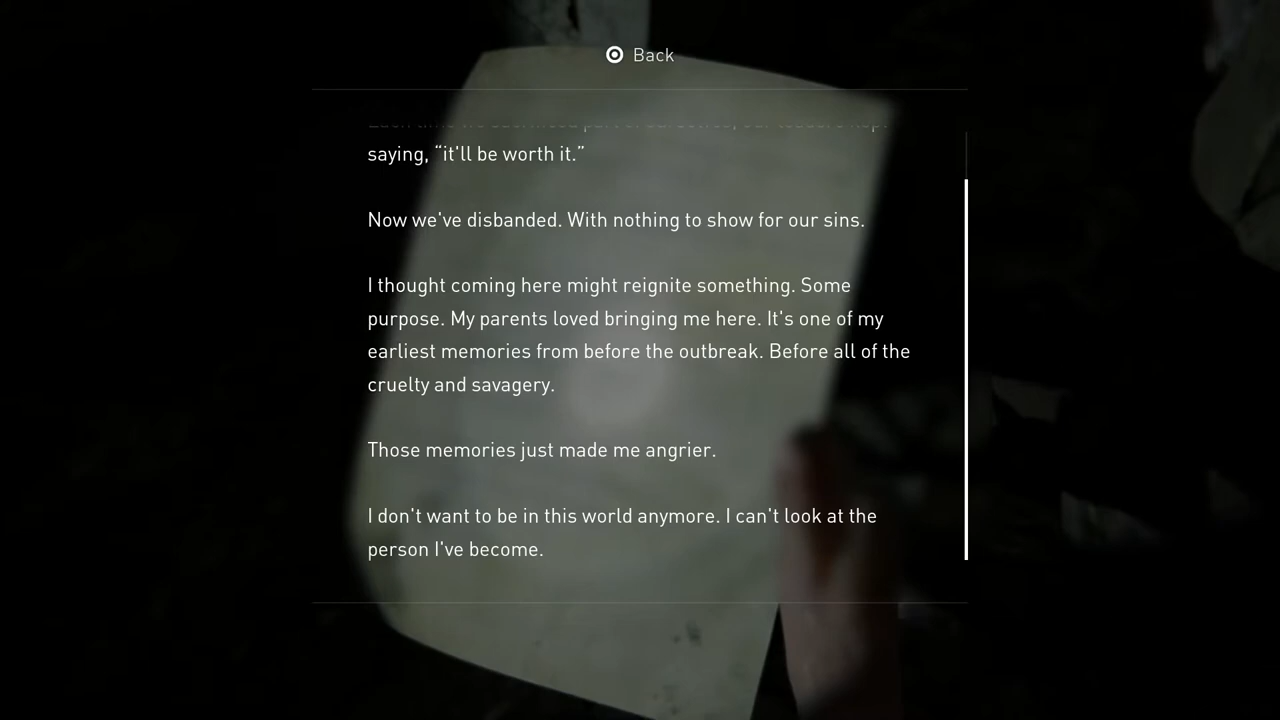 Back
saying, “it'll be worth it.”
Now we've disbanded. With nothing to show for our sins.
I thought coming here might reignite something. Some
purpose. My parents loved bringing me here. It's one of my
earliest memories from before the outbreak. Before all of the
cruelty and savagery.
Those memories just made me angrier.
I don't want to be in this world anymore. I can't look at the
person I've become.